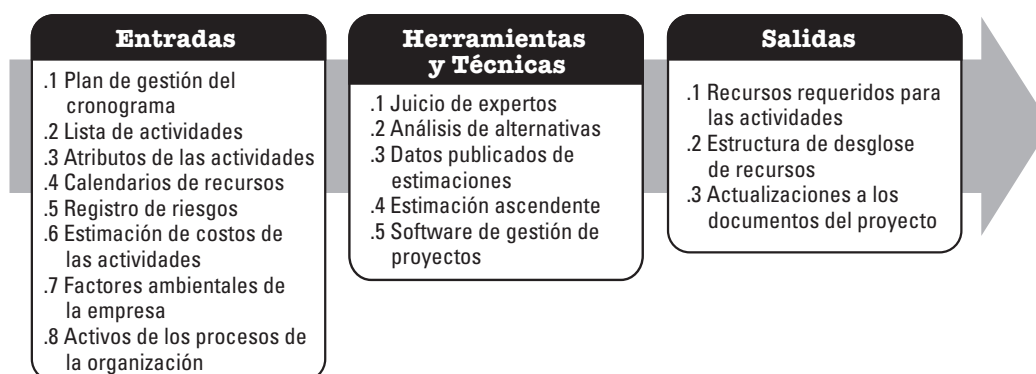 Entradas
.1 Plan de gestión del
cronograma
.2 Lista de actividades
.3 Atributos de las actividades
.4 Calendarios de recursos
.5 Registro de riesgos
.6 Estimación de costos de
las actividades
.7 Factores ambientales de
la empresa
.8 Activos de los procesos de
la organización
Herramientas
y Técnicas
.1 Juicio de expertos
.2 Análisis de alternativas
.3 Datos publicados de
estimaciones
.4 Estimación ascendente
.5 Software de gestión de
proyectos
Salidas
.1 Recursos requeridos para
las actividades
.2 Estructura de desglose
de recursos
.3 Actualizaciones a los
documentos del proyecto